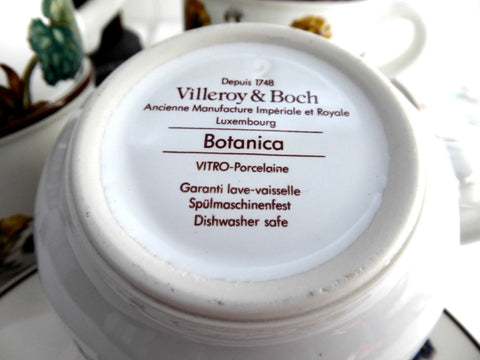 Depuis 1748
Villeroy & Boch
Ancienne Manufacture Impériale et Royale
Luxembourg
Botanica
VITRO-Porcelaine
Garanti lave-vaisselle
Spülmaschinenfest
Dishwasher safe